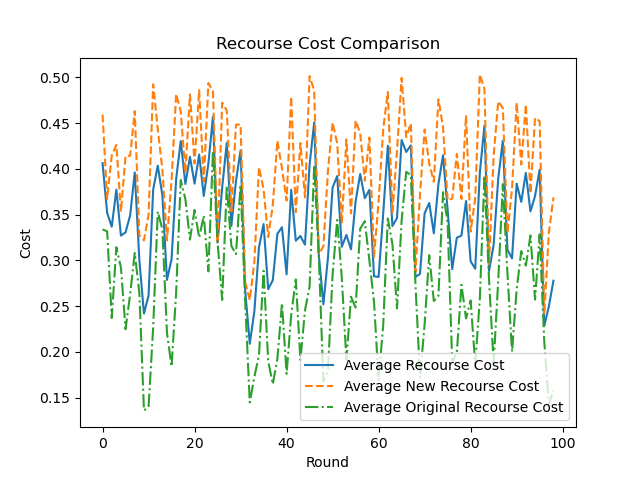 Recourse Cost Comparison
0.50
0.45
0.40
0.35
0.30
0.25
0.20
0.15
Cost
Average Recourse Cost
Average New Recourse Cost
Average Original Recourse Cost
0 20 40 60 80 100
Round